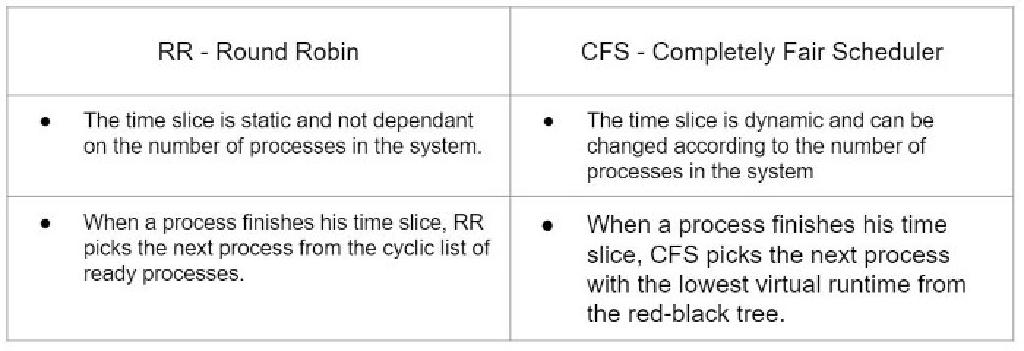 RR - Round Robin
CFS - Completely Fair Scheduler
● The time slice is static and not dependant
on the number of processes in the system.
● The time slice is dynamic and can be
changed according to the number of
processes in the system
● When a process finishes his time slice, RR
picks the next process from the cyclic list of
ready processes.
● When a process finishes his time
slice, CFS picks the next process
with the lowest virtual runtime from
the red-black tree.